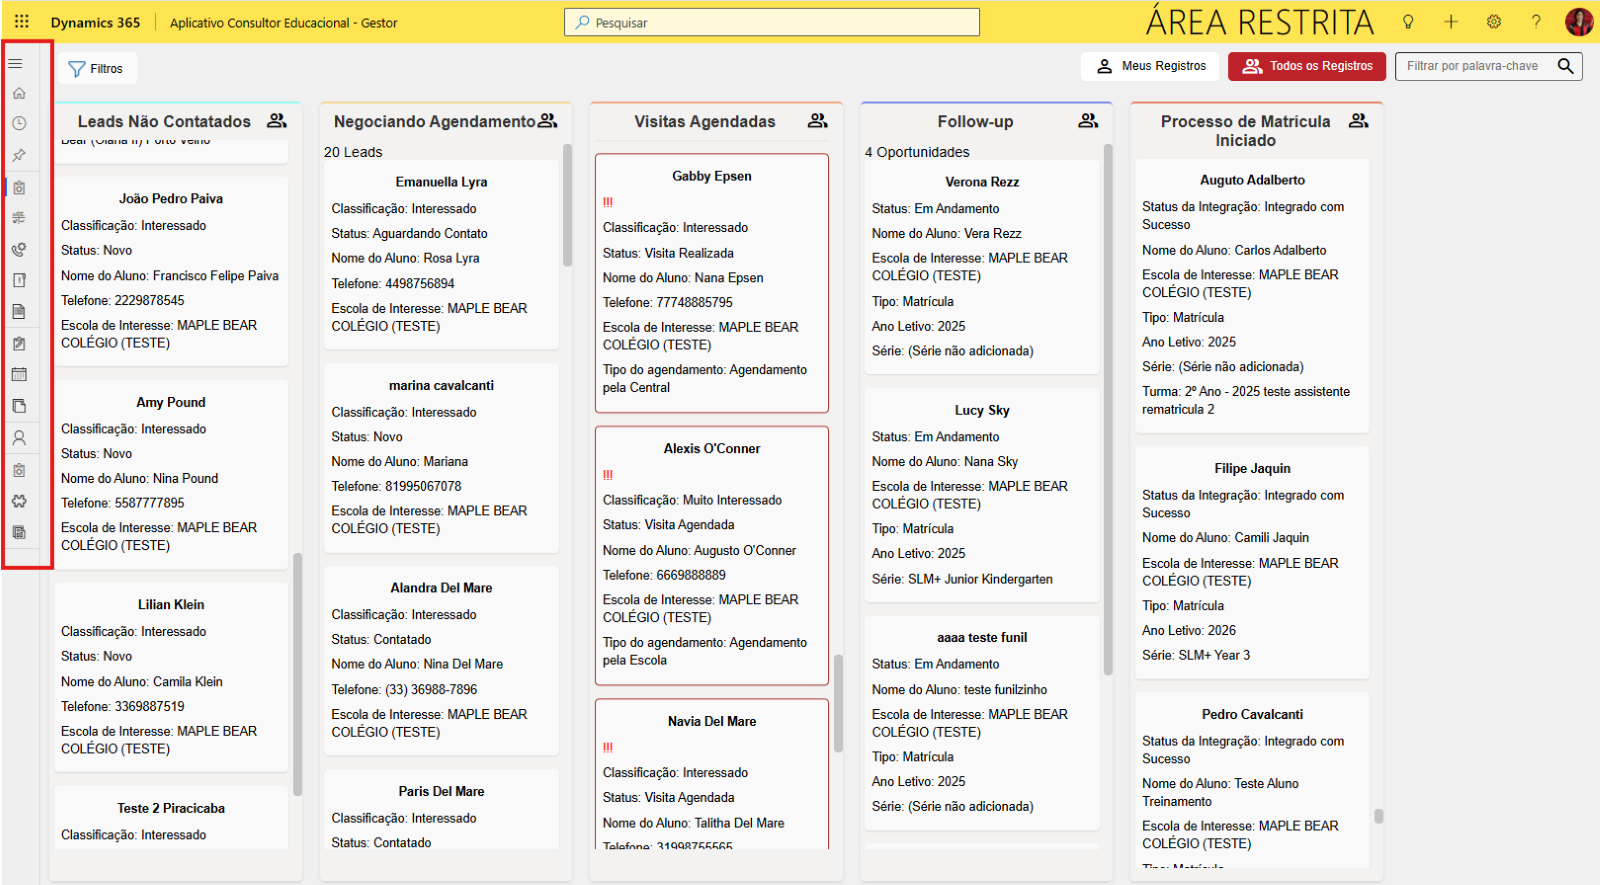 Dynamics 365
Aplicativo Consultor Educacional - Gestor
Pesquisar
ÁREA RESTRITA
?
Filtros
Meus Registros
Todos os Registros
Filtrar por palavra-chave
Leads Não Contatados
João Pedro Paiva
Classificação: Interessado
Status: Novo
Nome do Aluno: Francisco Felipe Paiva
Telefone: 2229878545
Escola de Interesse: MAPLE BEAR
COLÉGIO (TESTE)
Amy Pound
Classificação: Interessado
Status: Novo
Nome do Aluno: Nina Pound
Telefone: 5587777895
Escola de Interesse: MAPLE BEAR
COLÉGIO (TESTE)
Lilian Klein
Classificação: Interessado
Status: Novo
Nome do Aluno: Camila Klein
Telefone: 3369887519
Escola de Interesse: MAPLE BEAR
COLÉGIO (TESTE)
Teste 2 Piracicaba
Classificação: Interessado
Negociando Agendamento
20 Leads
Emanuella Lyra
Classificação: Interessado
Status: Aguardando Contato
Nome do Aluno: Rosa Lyra
Telefone: 4498756894
Escola de Interesse: MAPLE BEAR
COLÉGIO (TESTE)
marina cavalcanti
Classificação: Interessado
Status: Novo
Nome do Aluno: Mariana
Telefone: 81995067078
Escola de Interesse: MAPLE BEAR
COLÉGIO (TESTE)
Alandra Del Mare
Classificação: Interessado
Status: Contatado
Nome do Aluno: Nina Del Mare
Telefone: (33) 36988-7896
Escola de Interesse: MAPLE BEAR
COLÉGIO (TESTE)
Paris Del Mare
Classificação: Interessado
Status: Contatado
Visitas Agendadas
Gabby Epsen
!!!
Classificação: Interessado
Status: Visita Realizada
Nome do Aluno: Nana Epsen
Telefone: 77748885795
Escola de Interesse: MAPLE BEAR
COLÉGIO (TESTE)
Tipo do agendamento: Agendamento
pela Central
Alexis O'Conner
!!!
Classificação: Muito Interessado
Status: Visita Agendada
Nome do Aluno: Augusto O'Conner
Telefone: 6669888889
Escola de Interesse: MAPLE BEAR
COLÉGIO (TESTE)
Tipo do agendamento: Agendamento
pela Escola
Navia Del Mare
!!!
Classificação: Interessado
Status: Visita Agendada
Nome do Aluno: Talitha Del Mare
Telefone: 31998755565
Follow-up
4 Oportunidades
Verona Rezz
Status: Em Andamento
Nome do Aluno: Vera Rezz
Escola de Interesse: MAPLE BEAR
COLÉGIO (TESTE)
Tipo: Matrícula
Ano Letivo: 2025
Série: (Série não adicionada)
Lucy Sky
Status: Em Andamento
Nome do Aluno: Nana Sky
Escola de Interesse: MAPLE BEAR
COLÉGIO (TESTE)
Tipo: Matrícula
Ano Letivo: 2025
Série: SLM+ Junior Kindergarten
aaaa teste funil
Status: Em Andamento
Nome do Aluno: teste funilzinho
Escola de Interesse: MAPLE BEAR
COLÉGIO (TESTE)
Tipo: Matrícula
Ano Letivo: 2025
Série: (Série não adicionada)
Processo de Matrícula
Iniciado
Auguto Adalberto
Status da Integração: Integrado com
Sucesso
Nome do Aluno: Carlos Adalberto
Escola de Interesse: MAPLE BEAR
COLÉGIO (TESTE)
Tipo: Matrícula
Ano Letivo: 2025
Série: (Série não adicionada)
Turma: 2º Ano - 2025 teste assistente
rematricula 2
Filipe Jaquin
Status da Integração: Integrado com
Sucesso
Nome do Aluno: Camili Jaquin
Escola de Interesse: MAPLE BEAR
COLÉGIO (TESTE)
Tipo: Matrícula
Ano Letivo: 2026
Série: SLM+ Year 3
Pedro Cavalcanti
Status da Integração: Integrado com
Sucesso
Nome do Aluno: Teste Aluno
Treinamento
Escola de Interesse: MAPLE BEAR
COLÉGIO (TESTE)